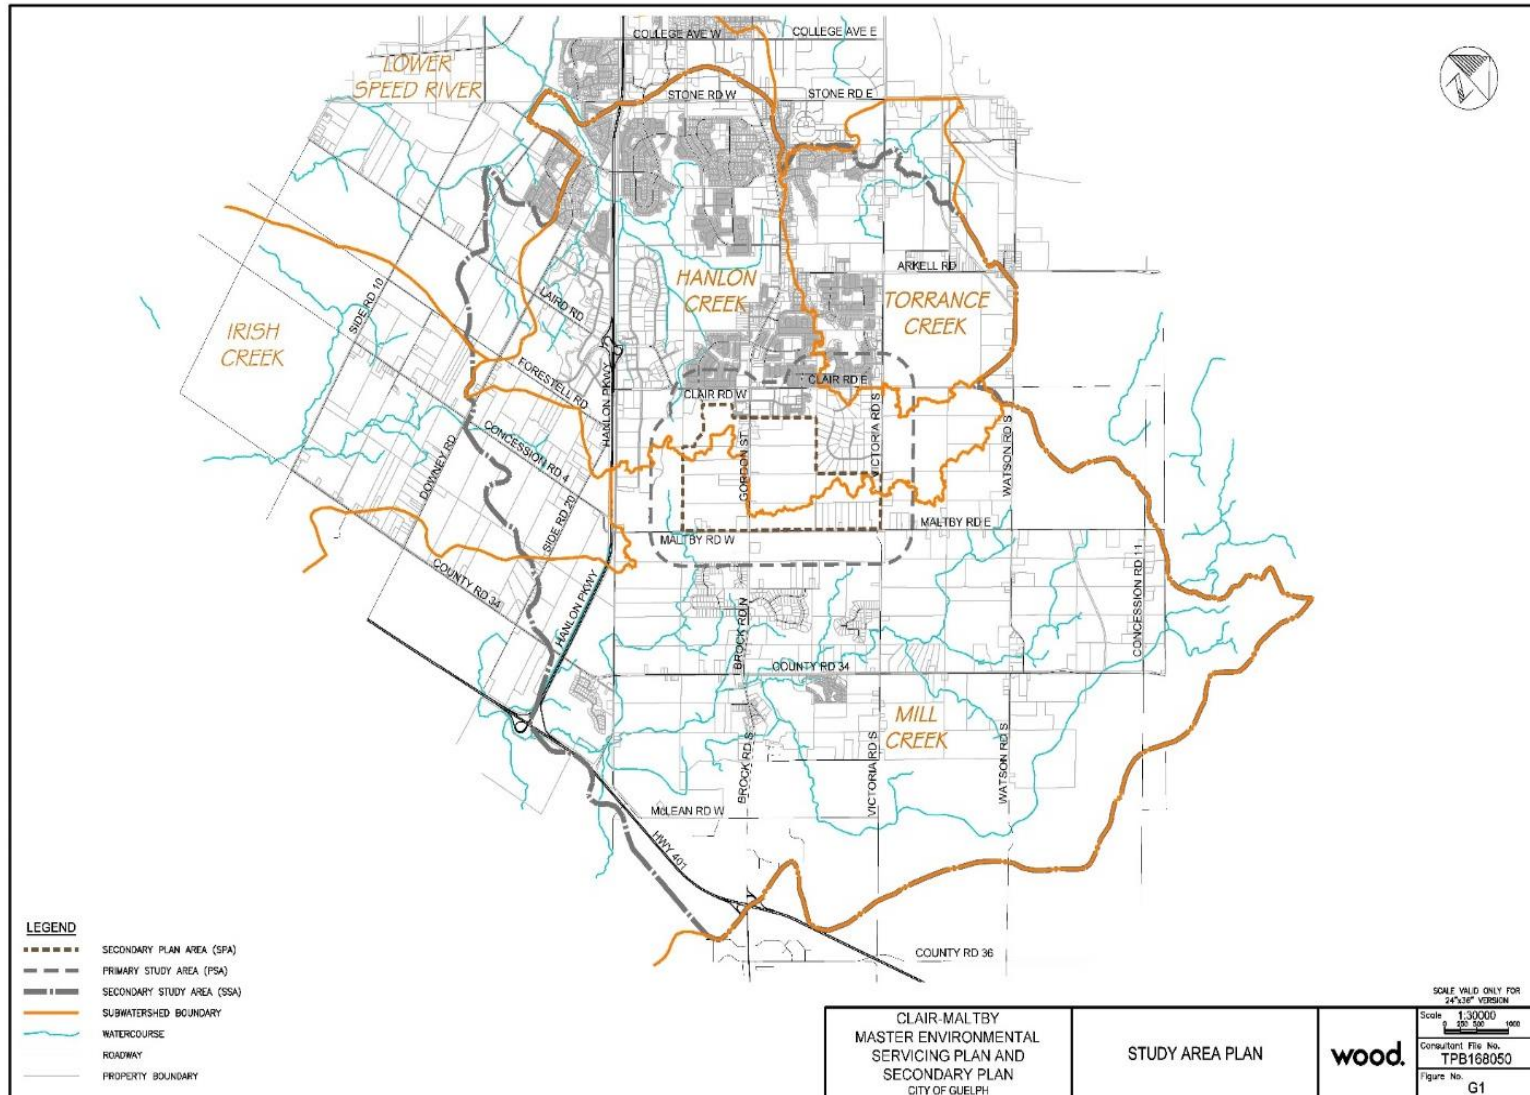 COLLEGE AVE W
COLLEGE AVE E
LOWER
SPEED RIVER
STONE RD W
STONE RD E
ARKELL RD
HANLON
CREEK
TORRANCE
CREEK
SIDE RD 10
LAIRD RD
IRISH
CREEK
HANLON PKWY
FORESTELL RD
CLAIR RD E
CLAIR RD W
VICTORIA RD S
CONCESSION RD 4
DOWNEY RD
GORDON ST
WATSON RD S
SIDE RD 20
MALTBY RD E
MALTBY RD W
COUNTY RD 34
HANLON PKWY
BROCK RD N
CONCESSION RD 11
COUNTY RD 34
MILL
CREEK
BROCK RD S
VICTORIA RD S
WATSON RD S
McLEAN RD W
HWY 401
COUNTY RD 36
LEGEND
SECONDARY PLAN AREA (SPA)
PRIMARY STUDY AREA (PSA)
SECONDARY STUDY AREA (SSA)
SUBWATERSHED BOUNDARY
WATERCOURSE
ROADWAY
PROPERTY BOUNDARY
CLAIR-MALTBY
MASTER ENVIRONMENTAL
SERVICING PLAN AND
SECONDARY PLAN
CITY OF GUELPH
STUDY AREA PLAN
wood.
SCALE VALID ONLY FOR
24"x36" VERSION
Scale 1:30000
0 250 500 1000
Consultant File No.
TPB168050
Figure No.
G1